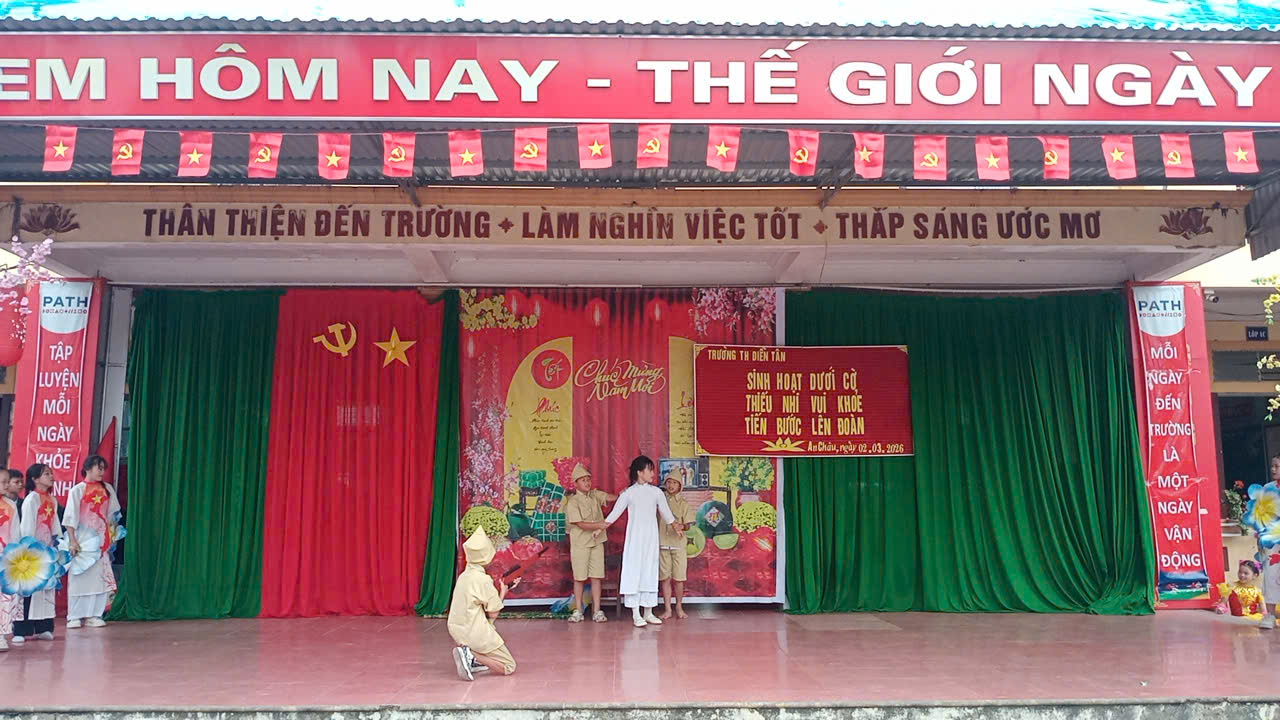 EM HÔM NAY - THẾ GIỚI NGÀY
THÂN THIỆN ĐẾN TRƯỜNG + LÀM NGHÌN VIỆC TỐT + THẮP SÁNG ƯỚC MƠ
PATH
TẬP
LUYỆN
MỖI
NGÀY
KHỎE
Tết
Chúc Mừng
Năm Mới
Phúc
TRƯỜNG TH DIỄN TÂN
SINH HOẠT DƯỚI CỜ
THIẾU NHI VUI KHỎE
TIẾN BƯỚC LÊN ĐOÀN
An Châu, ngày 02.03.2026
PATH
MỖI
NGÀY
ĐẾN
TRƯỜNG
LÀ
MỘT
NGÀY
VẬN
ĐỘNG